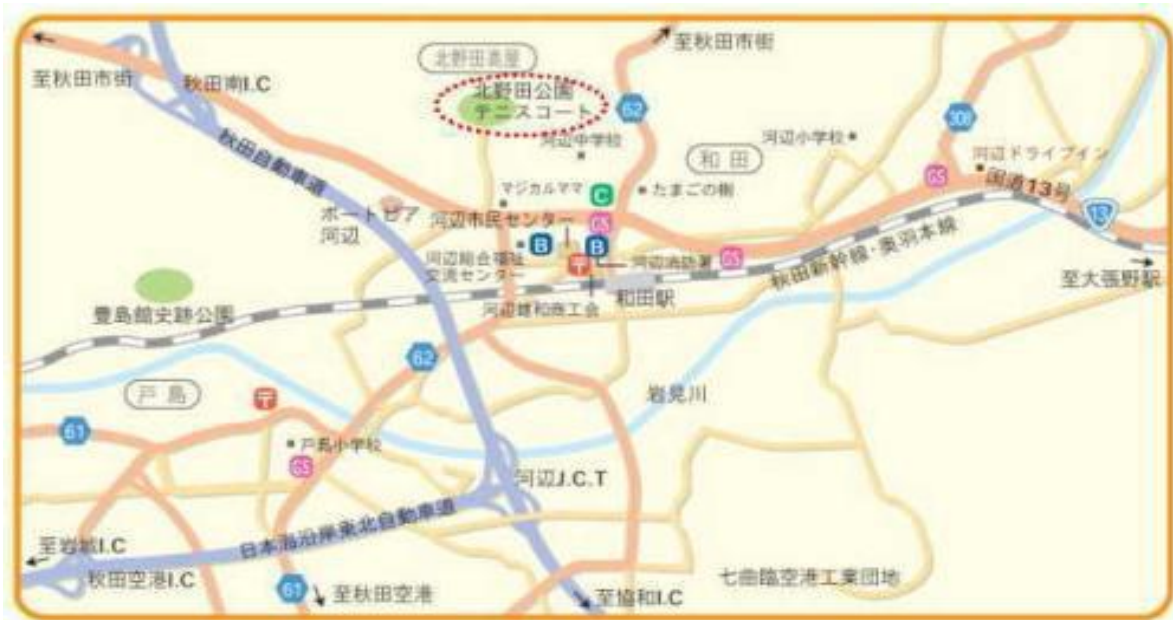 至秋田市街
秋田南I.C
北野田高屋
北野田公園
テニスコート
至秋田市街
62
河辺中学校
和田
河辺小学校
308
河辺ドライブイン
国道13号
13
秋田自動車道
マジカルママ
C
たまごの樹
GS
ボートピア
河辺
河辺市民センター
GS
B
B
河辺総合福祉
交流センター
〒
河辺消防署
GS
秋田新幹線・奥羽本線
至大張野駅
和田駅
河辺雄和商工会
豊島館史跡公園
62
戸島
〒
岩見川
61
戸島小学校
GS
河辺J.C.T
日本海沿岸東北自動車道
至岩城I.C
秋田空港I.C
61
至秋田空港
至協和I.C
七曲臨空港工業団地